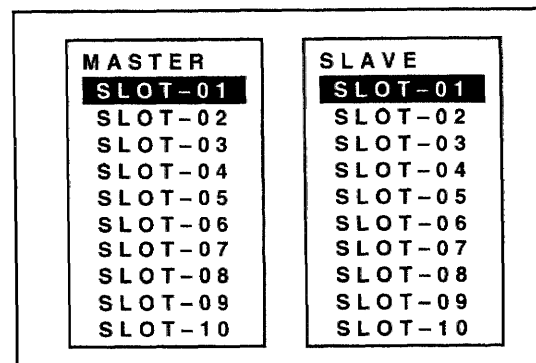 MASTER
SLOT-01
SLOT-02
SLOT-03
SLOT-04
SLOT-05
SLOT-06
SLOT-07
SLOT-08
SLOT-09
SLOT-10
SLAVE
SLOT-01
SLOT-02
SLOT-03
SLOT-04
SLOT-05
SLOT-06
SLOT-07
SLOT-08
SLOT-09
SLOT-10